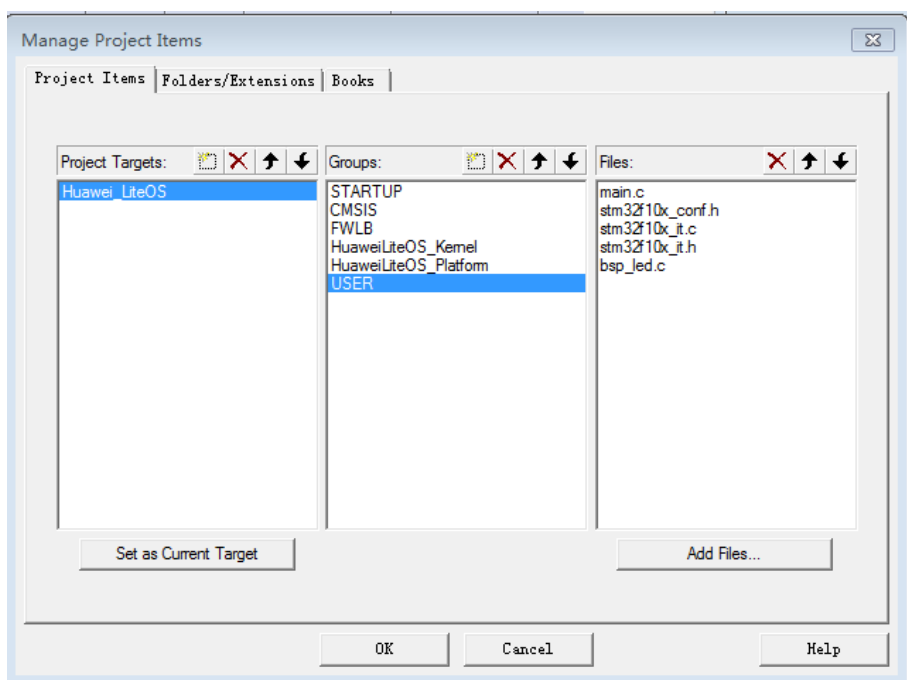 Manage Project Items
Project Items Folders/Extensions Books
Project Targets:
Huawei_LiteOS
Set as Current Target
Groups:
STARTUP
CMSIS
FWLB
HuaweiLiteOS_Kernel
HuaweiLiteOS_Platform
USER
Files:
main.c
stm32f10x_conf.h
stm32f10x_it.c
stm32f10x_it.h
bsp_led.c
Add Files...
OK Cancel Help